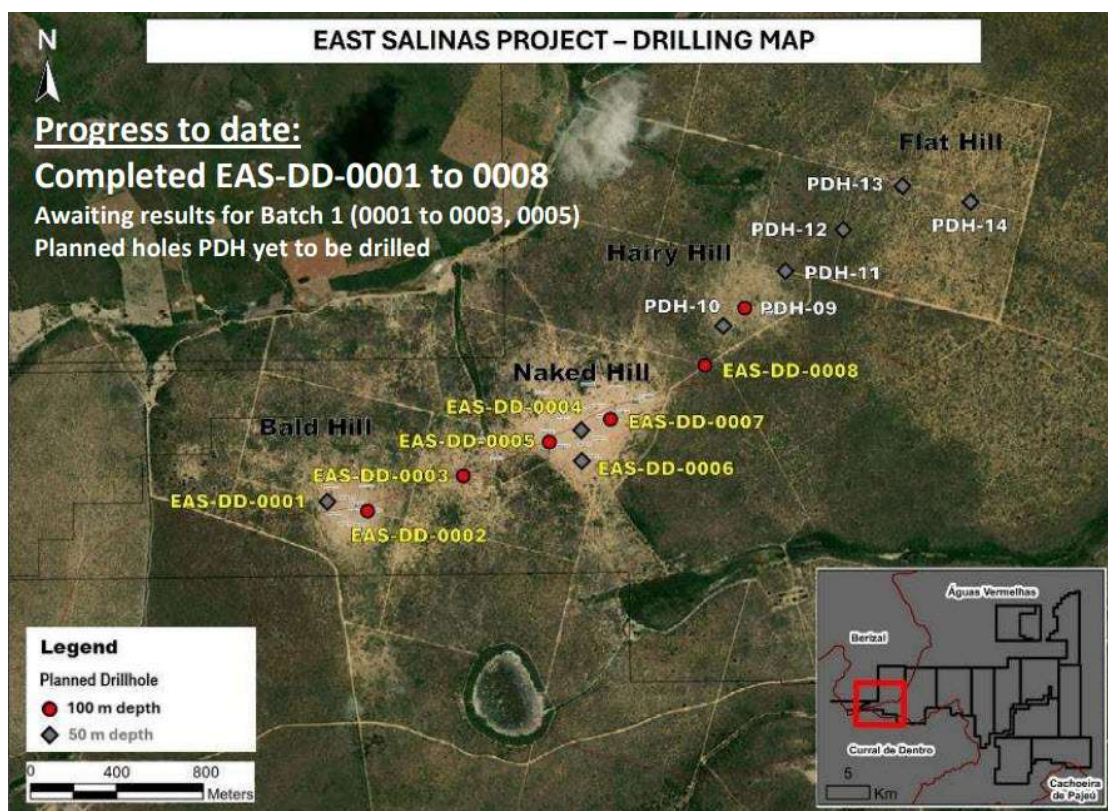 EAST SALINAS PROJECT – DRILLING MAP
N
Progress to date:
Completed EAS-DD-0001 to 0008
Awaiting results for Batch 1 (0001 to 0003, 0005)
Planned holes PDH yet to be drilled
Flat Hill
PDH-13
PDH-14
PDH-12
Hairy Hill
PDH-11
PDH-10
PDH-09
EAS-DD-0008
Naked Hill
EAS-DD-0004
EAS-DD-0007
Bald Hill
EAS-DD-0005
EAS-DD-0006
EAS-DD-0003
EAS-DD-0001
EAS-DD-0002
Legend
Planned Drillhole
100 m depth
50 m depth
0 400 800
Meters
Águas Vermelhas
Berizal
Curral de Dentro
5
Km
Cachoeira
de Pajeú